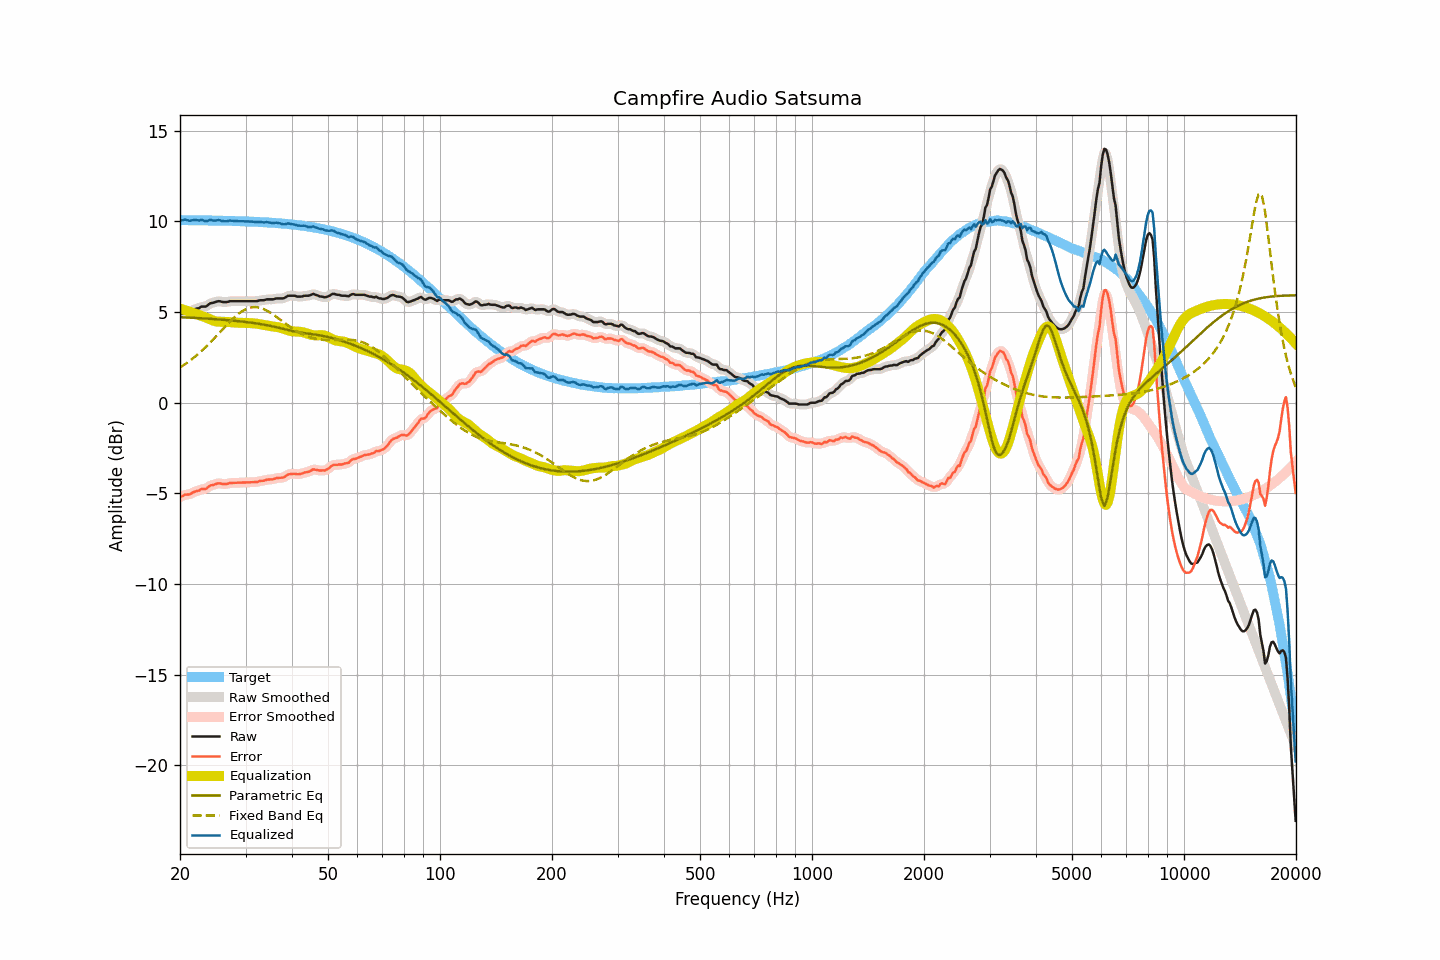 Campfire Audio Satsuma
Amplitude (dBr)
15
10
5
0
−5
−10
−15
−20
Target
Raw Smoothed
Error Smoothed
Raw
Error
Equalization
Parametric Eq
Fixed Band Eq
Equalized
20 50 100 200 500 1000 2000 5000 10000 20000
Frequency (Hz)